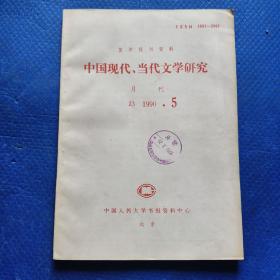 复印报刊资料
中国现代、当代文学研究
月刊
J3 1990.5
中国人民大学书报资料中心
北京